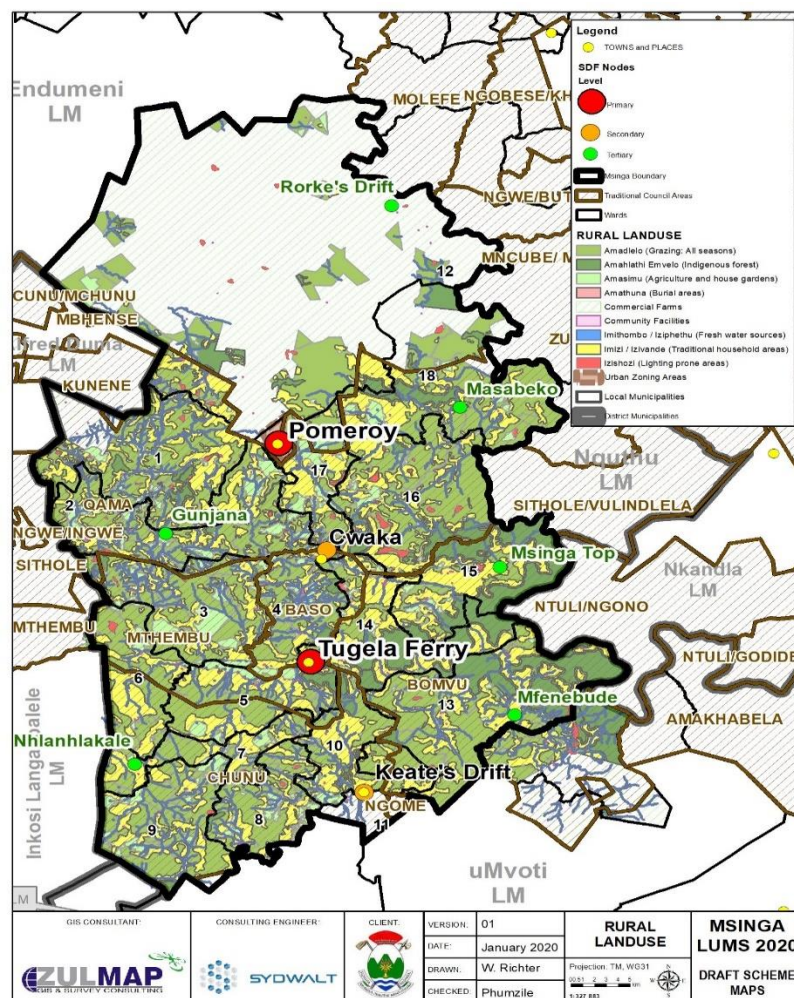 Endumeni
LM
MOLEFE
NGOBESE/KH
Rorke's Drift
NGWE/BUT
MNCUBE/ M
12
CUNU/MCHUNU
MBHENSE
ZU
LM
KUNENE
18
Masabeko
Pomeroy
1
17
Nquthu
LM
16
SITHOLE/VULINDLELA
2
QAMA
Gunjana
NGWE/INGWE
Cwaka
SITHOLE
15
Msinga Top
Nkandla
LM
3
4
BASO
14
NTULI/NGONO
MTHEMBU
MTHEMBU
Tugela Ferry
NTULI/GODIDE
6
BOMVU
5
13
Mfenebude
AMAKHABELA
Nhlanhlakale
10
7
CHUNU
Keate's Drift
NGOME
9
8
11
Inkosi Langalibalele
LM
uMvoti
LM
LM
Legend
TOWNS and PLACES
SDF Nodes
Level
Primary
Secondary
Tertiary
Msinga Boundary
Traditional Council Areas
Wards
RURAL LANDUSE
Amadlelo (Grazing: All seasons)
Amahlathi Emvelo (Indigenous forest)
Amasimu (Agriculture and house gardens)
Amathuna (Burial areas)
Commercial Farms
Community Facilities
Imithombo / Iziphethu (Fresh water sources)
Imizi / Izivande (Traditional household areas)
Izishozi (Lighting prone areas)
Urban Zoning Areas
Local Municipalities
District Municipalities
GIS CONSULTANT:
ZULMAP
GIS & SURVEY CONSULTING
CONSULTING ENGINEER:
SYDWALT
CLIENT:
VERSION: 01
DATE: January 2020
DRAWN: W. Richter
CHECKED: Phumzile
RURAL
LANDUSE
Projection: TM, WG31
km
MSINGA
LUMS 2020
DRAFT SCHEME
MAPS